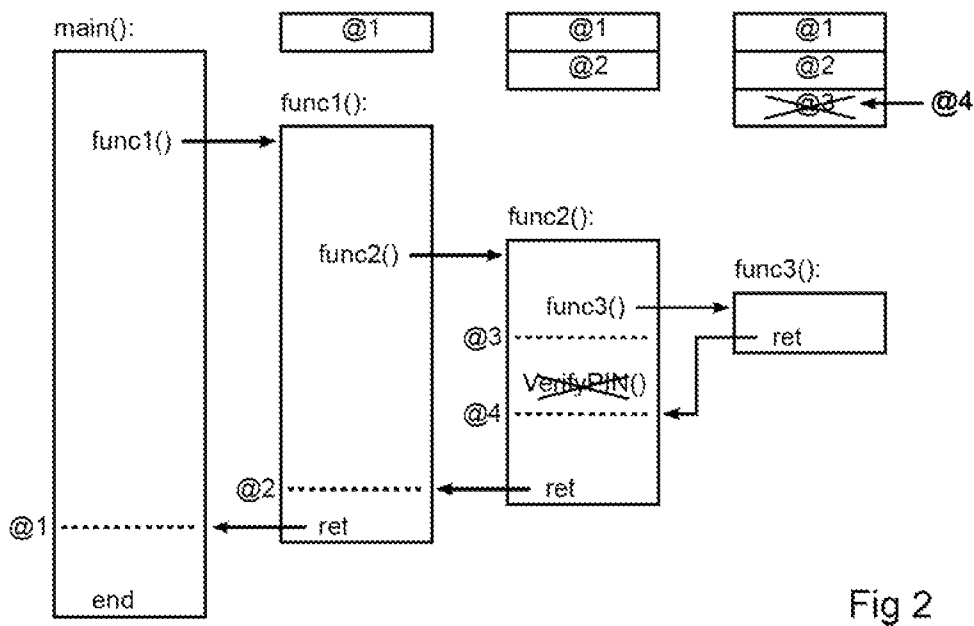 main():
@1
@1
@1
@2
@2
@3
@4
func1():
func1()
func2():
func2()
func3():
func3()
@3
ret
VerifyPIN()
@4
@2
ret
@1
ret
end
Fig 2